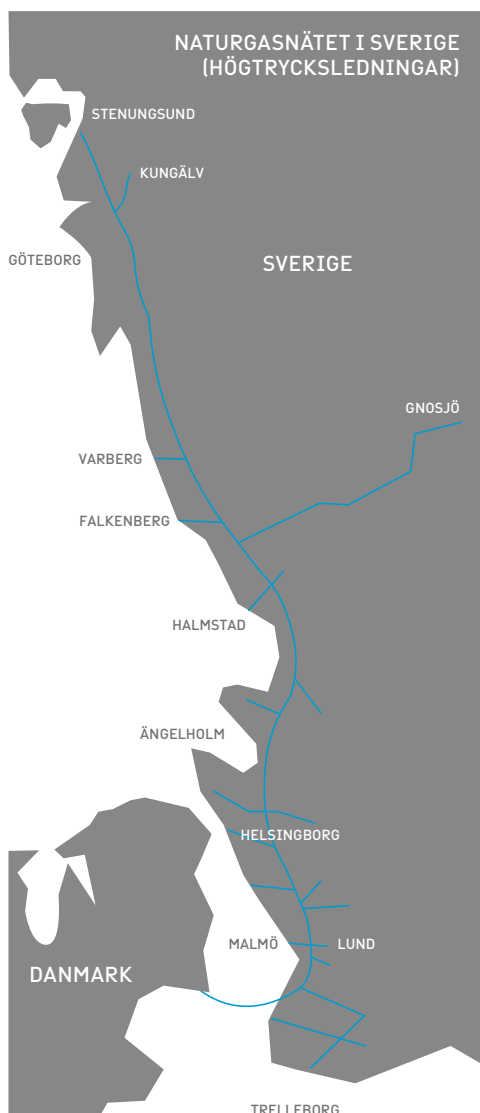 NATURGASNÄTET I SVERIGE
(HÖGTRYCKSLEDNINGAR)
STENUNGSUND
KUNGÄLV
GÖTEBORG
SVERIGE
GNOSJÖ
VARBERG
FALKENBERG
HALMSTAD
ÄNGELHOLM
HELSINGBORG
MALMÖ
LUND
DANMARK
TRELLEBORG